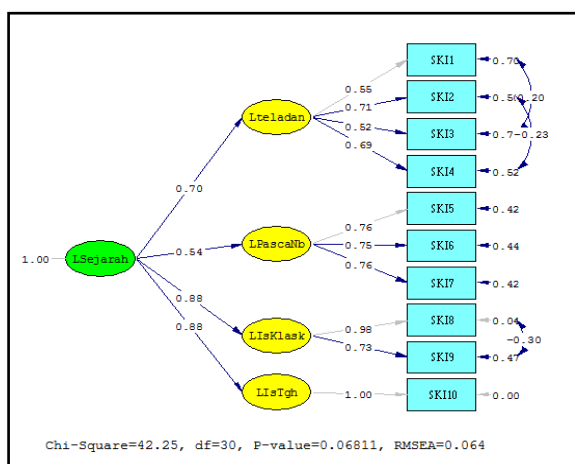 SKI1
0.70
0.55
SKI2
0.20
Lteladan
0.71
0.52
SKI3
-0.23
0.69
SKI4
0.52
0.70
SKI5
0.42
0.76
1.00
LSejarah
0.54
LPascaNb
0.75
SKI6
0.44
0.76
SKI7
0.42
0.88
0.98
SKI8
0.04
-0.30
0.88
LIsKlask
0.73
SKI9
0.47
LIsTgh
1.00
SKI10
0.00
Chi-Square=42.25, df=30, P-value=0.06811, RMSEA=0.064